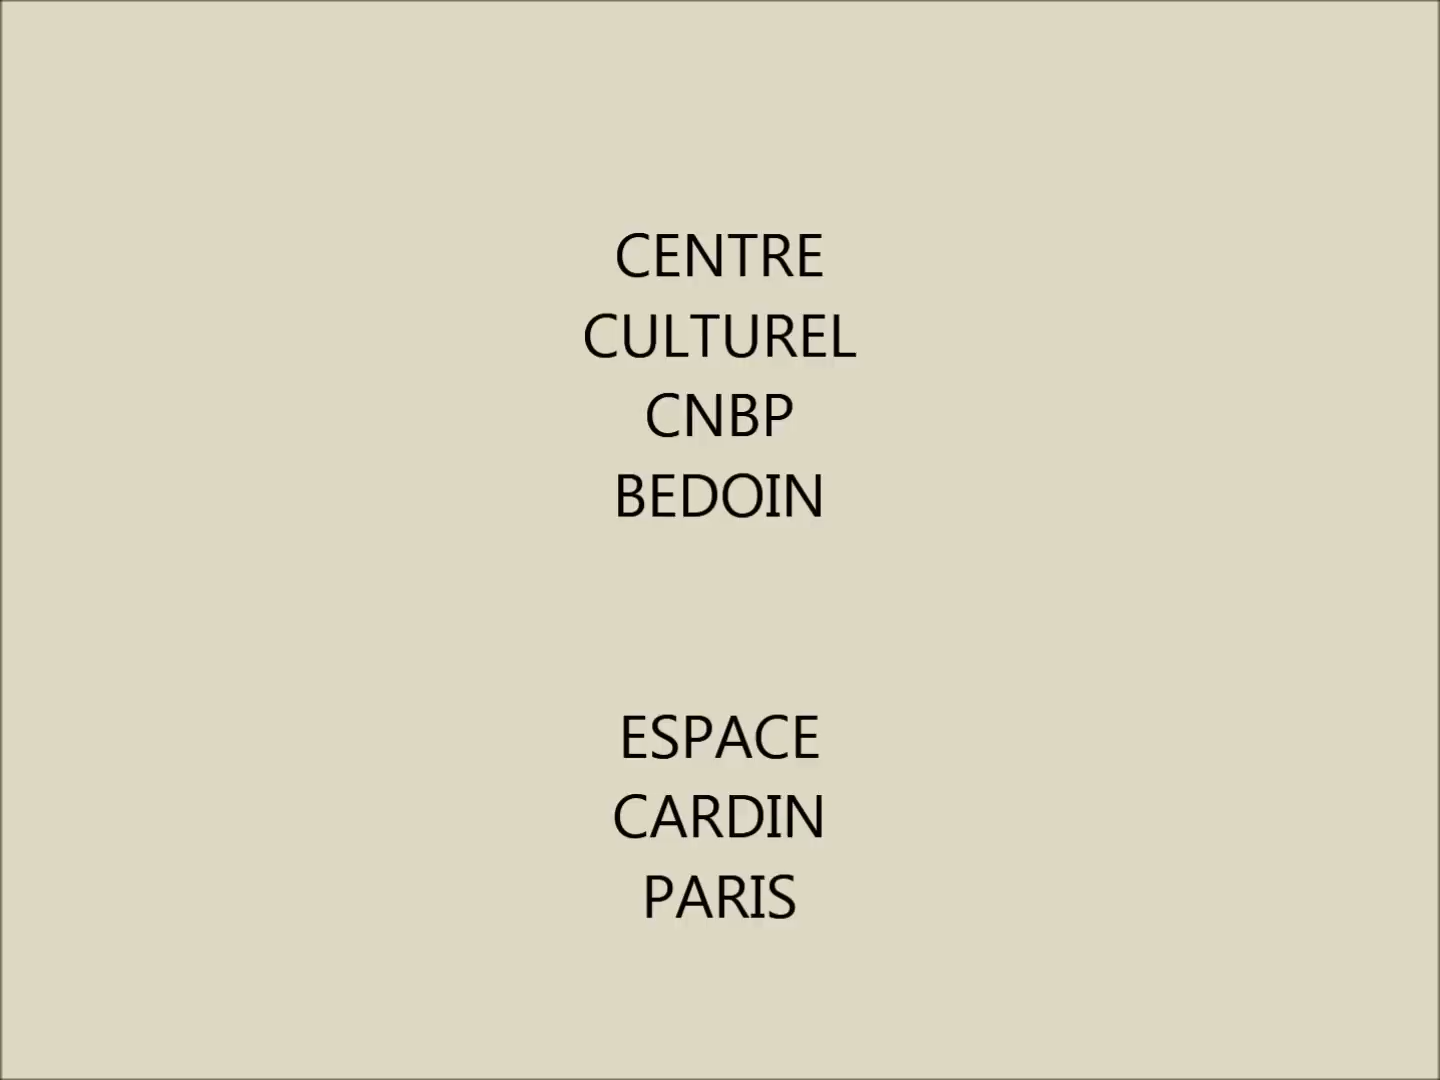 CENTRE
CULTUREL
CNBP
BEDOIN
ESPACE
CARDIN
PARIS